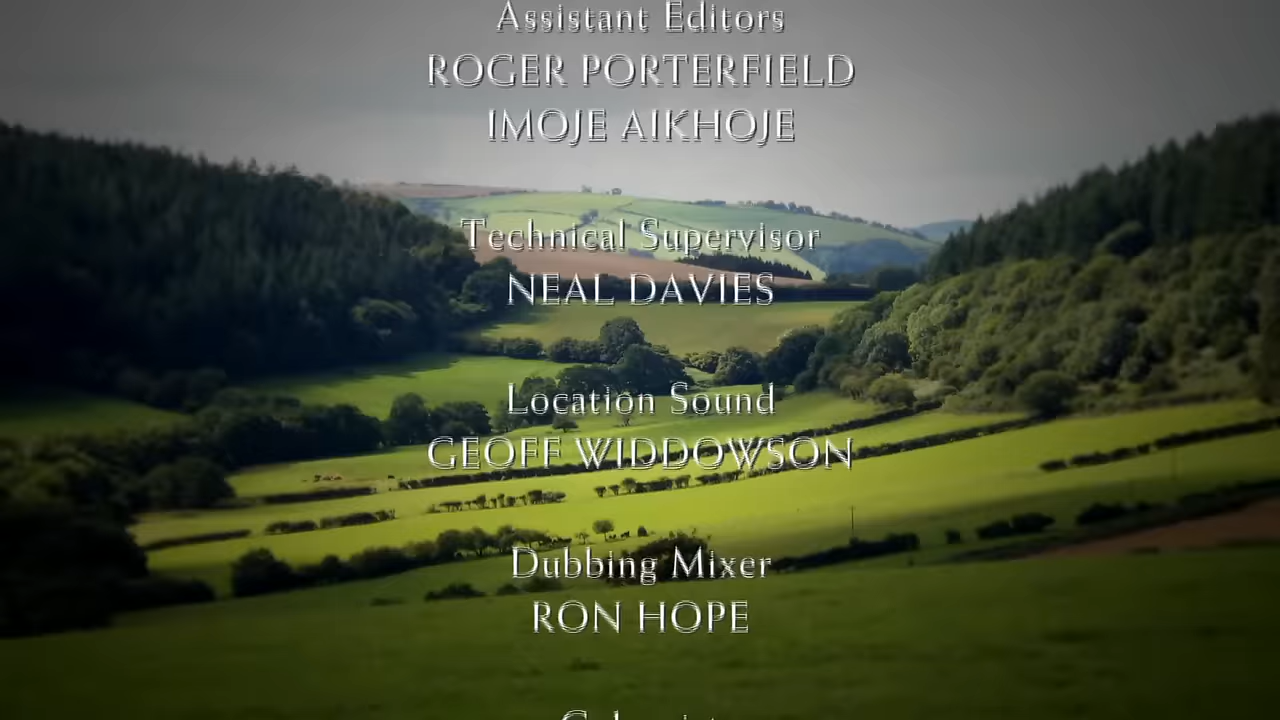 Assistant Editors
ROGER PORTERFIELD
IMOJE AIKHOJE
Technical Supervisor
NEAL DAVIES
Location Sound
GEOFF WIDDOWSON
Dubbing Mixer
RON HOPE